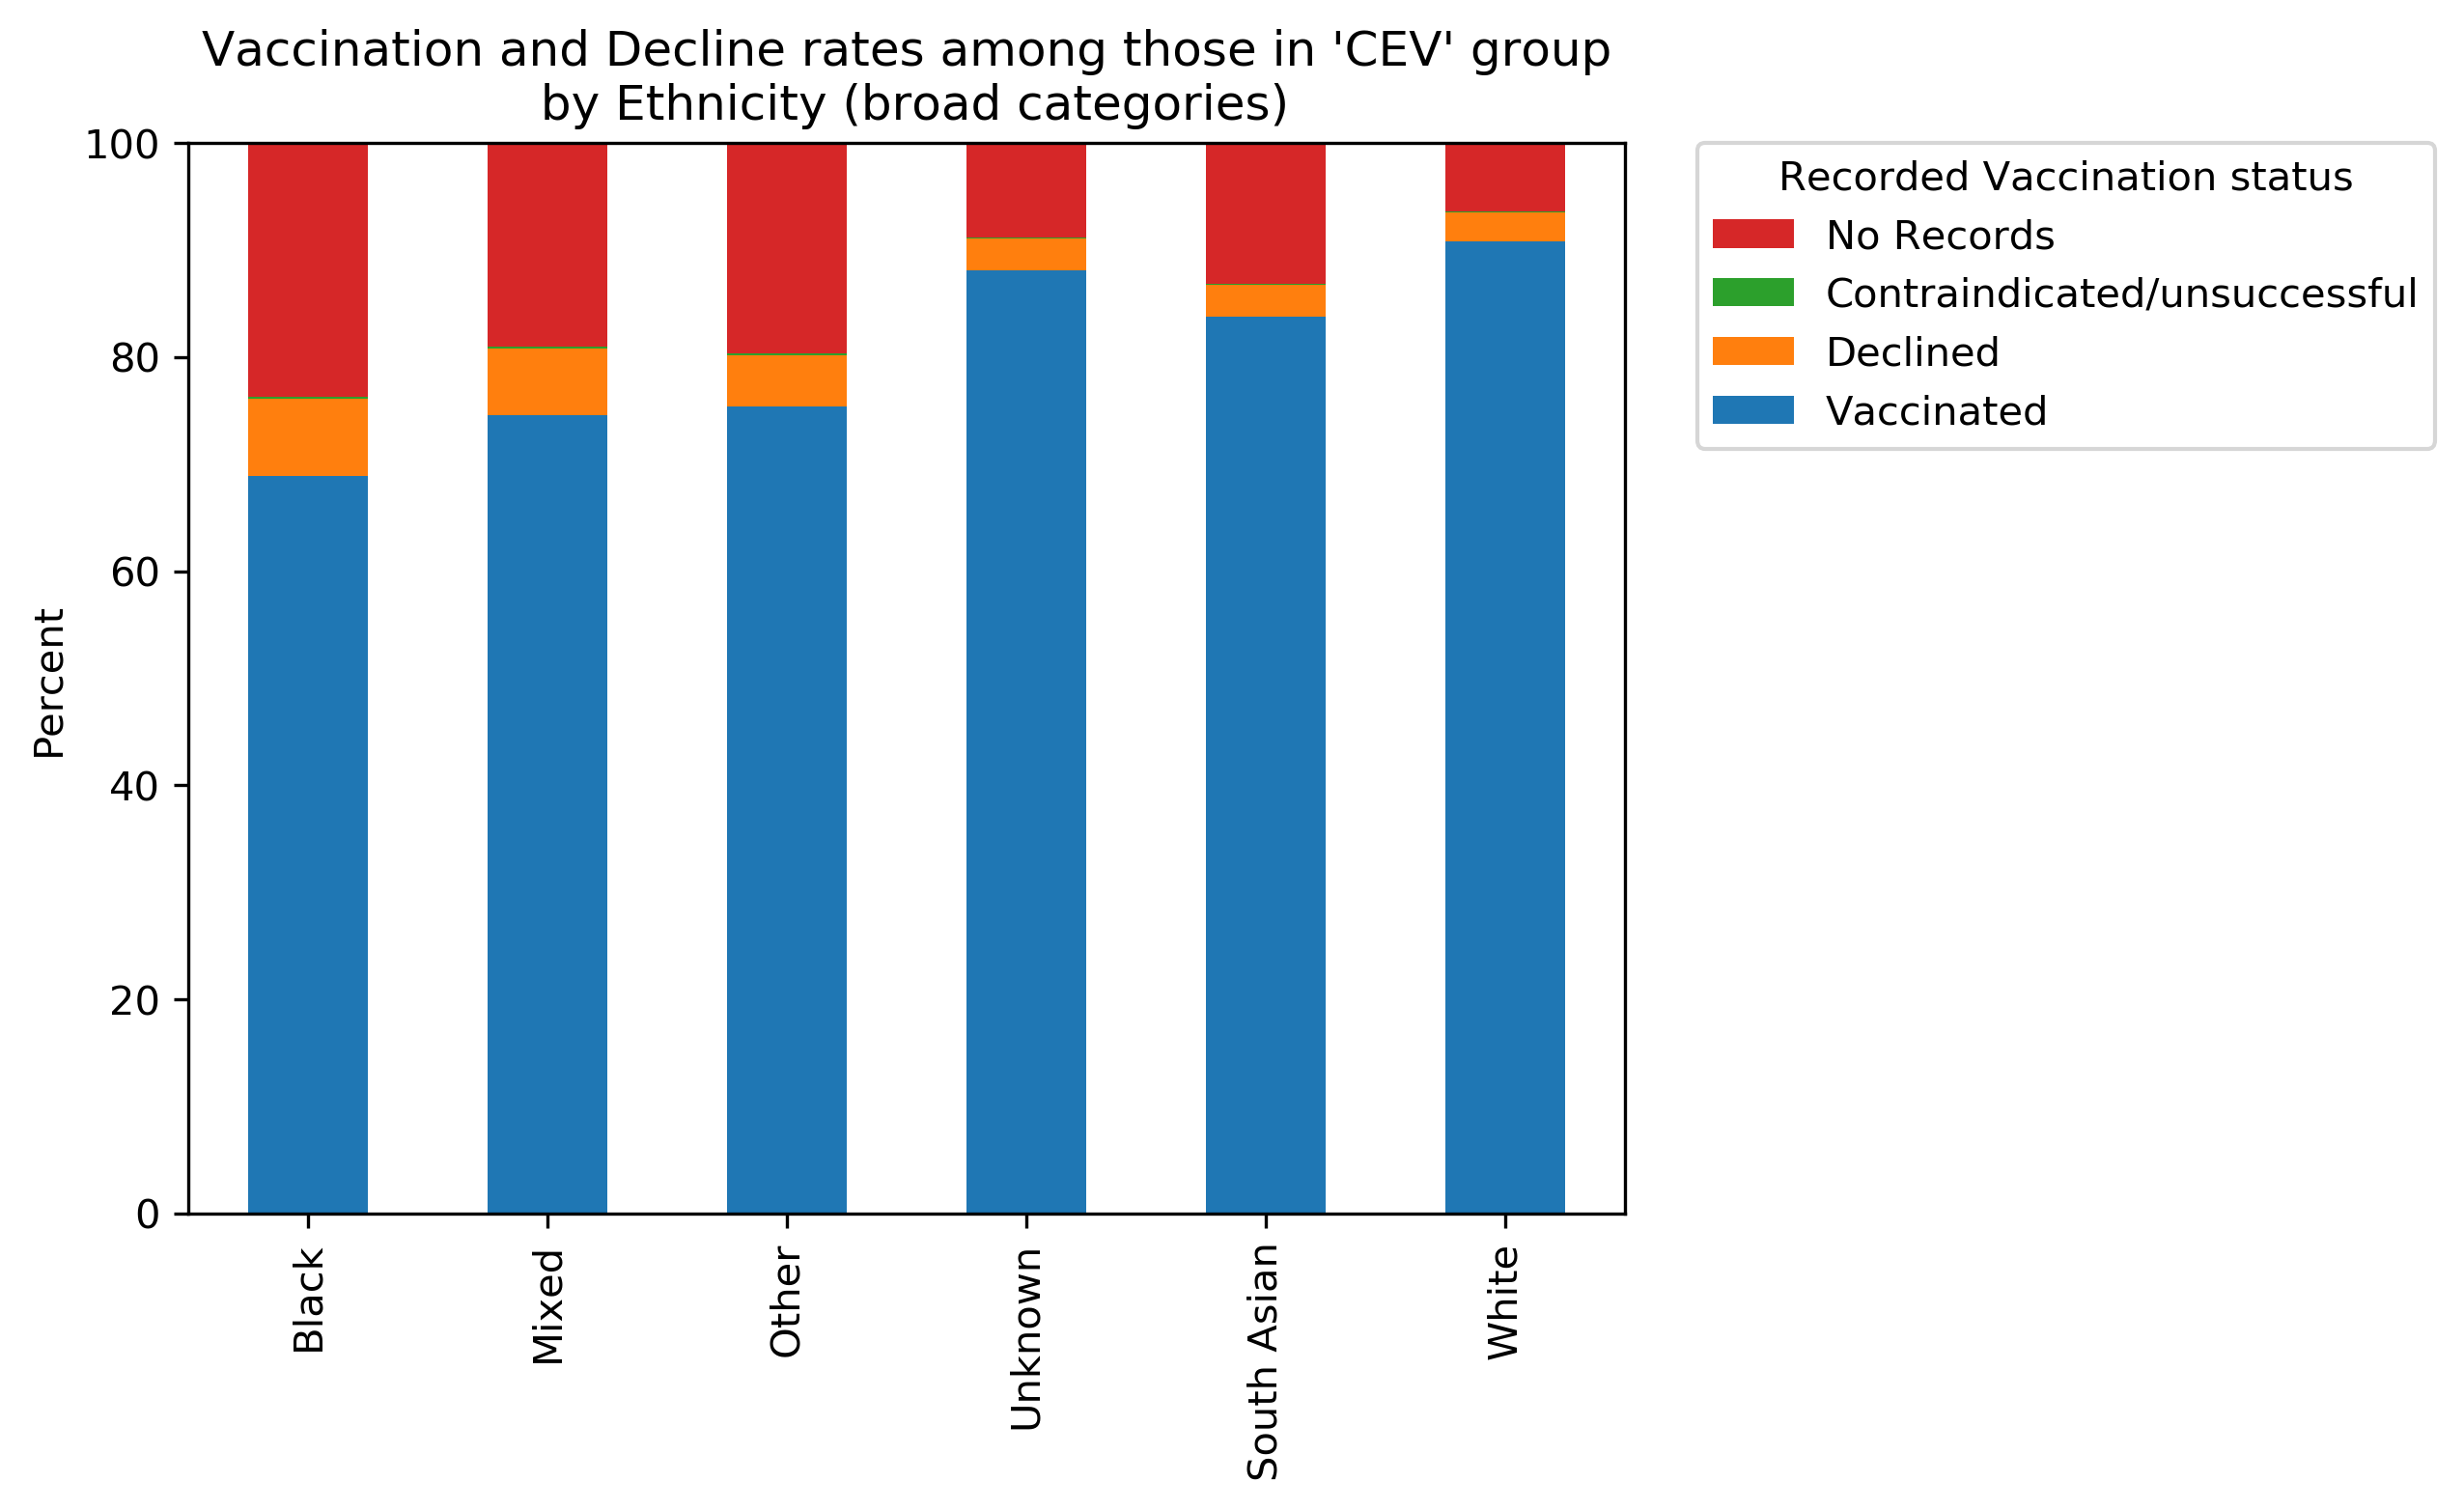 Vaccination and Decline rates among those in 'CEV' group
by Ethnicity (broad categories)
100
80
60
40
20
0
Percent
Black
Mixed
Other
Unknown
South Asian
White
Recorded Vaccination status
No Records
Contraindicated/unsuccessful
Declined
Vaccinated